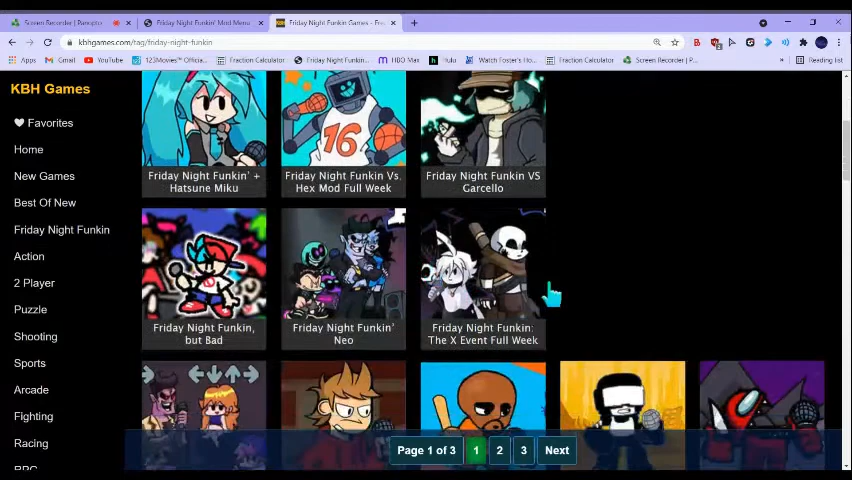 Screen Recorder | Panopto
Friday Night Funkin' Mod Menu
Friday Night Funkin Games - Fre
kbhgames.com/tag/friday-night-funkin
Apps
Gmail
YouTube
123Movies™ Official...
Fraction Calculator
Friday Night Funkin'...
HBO Max
Hulu
Watch Foster's Ho...
Fraction Calculator
Screen Recorder | P...
»
Reading list
KBH Games
Favorites
Home
New Games
Best Of New
Friday Night Funkin
Action
2 Player
Puzzle
Shooting
Sports
Arcade
Fighting
Racing
RPG
16
Friday Night Funkin' +
Hatsune Miku
Friday Night Funkin Vs.
Hex Mod Full Week
Friday Night Funkin VS
Garcello
Friday Night Funkin,
but Bad
Friday Night Funkin'
Neo
Friday Night Funkin:
The X Event Full Week
Page 1 of 3
1
2
3
Next